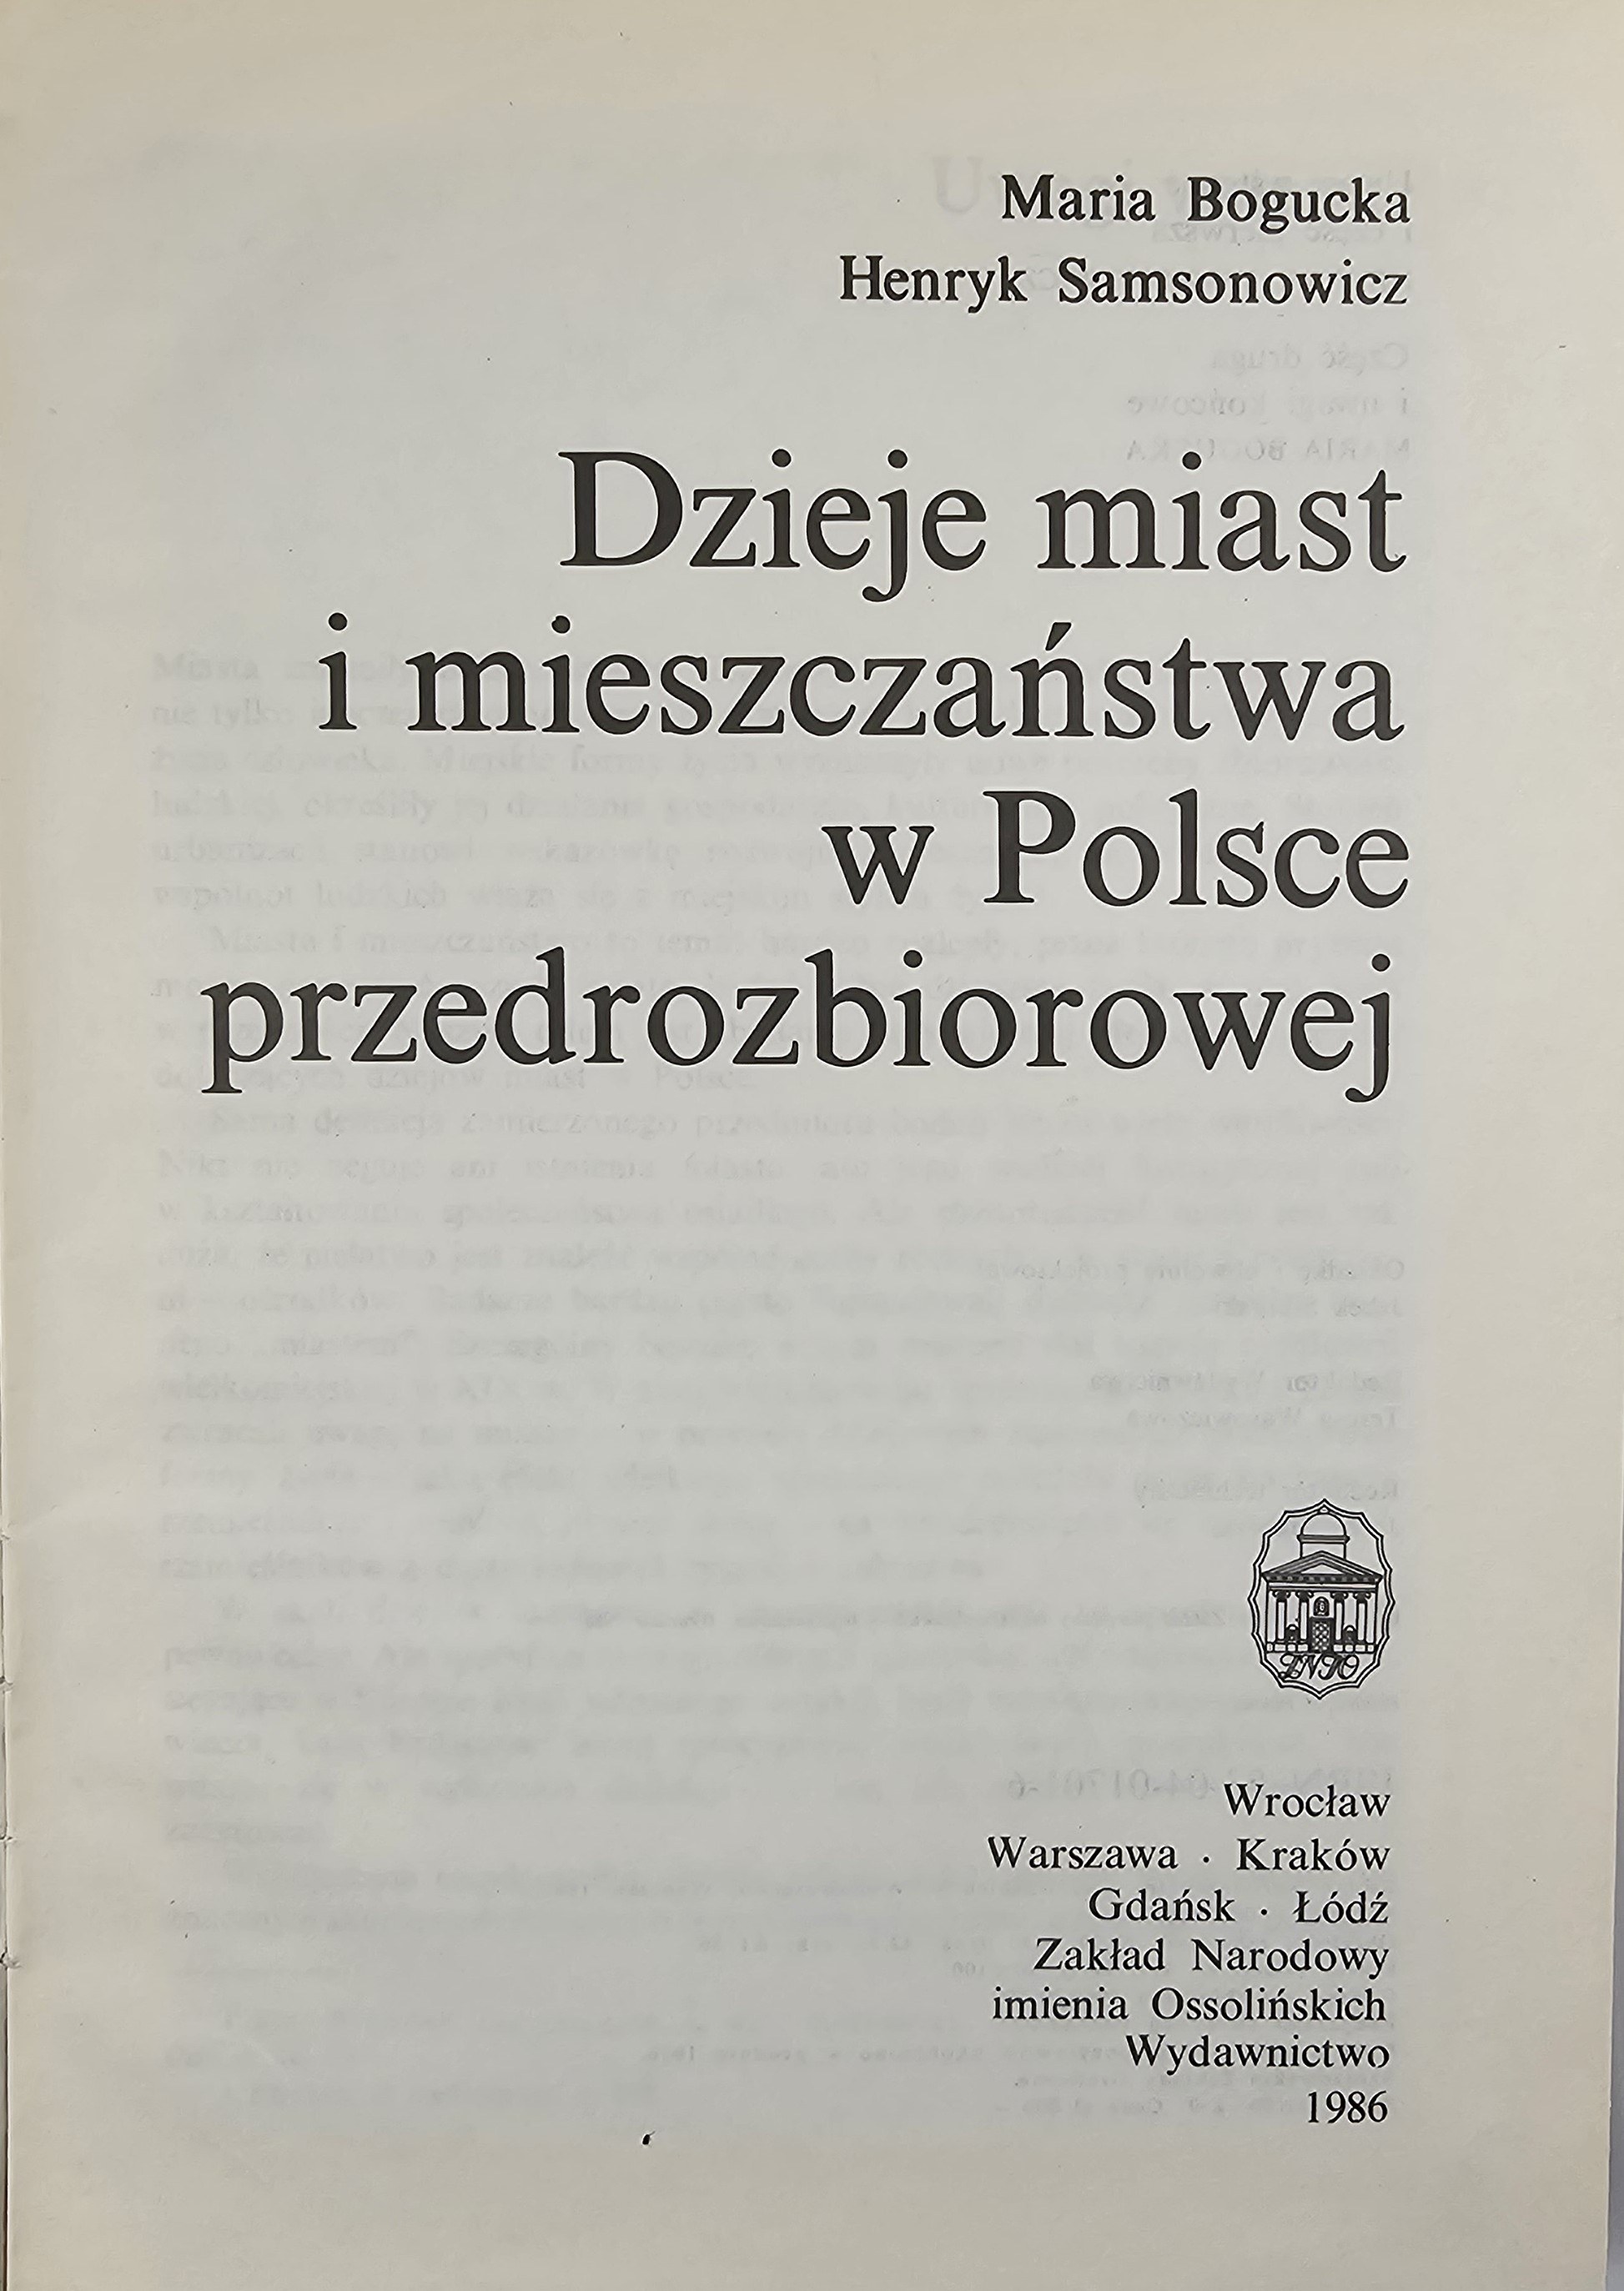 Maria Bogucka
Henryk Samsonowicz
Dzieje miast
i mieszczaństwa
w Polsce
przedrozbiorowej
ZNIO
Wrocław
Warszawa · Kraków
Gdańsk · Łódź
Zakład Narodowy
imienia Ossolińskich
Wydawnictwo
1986